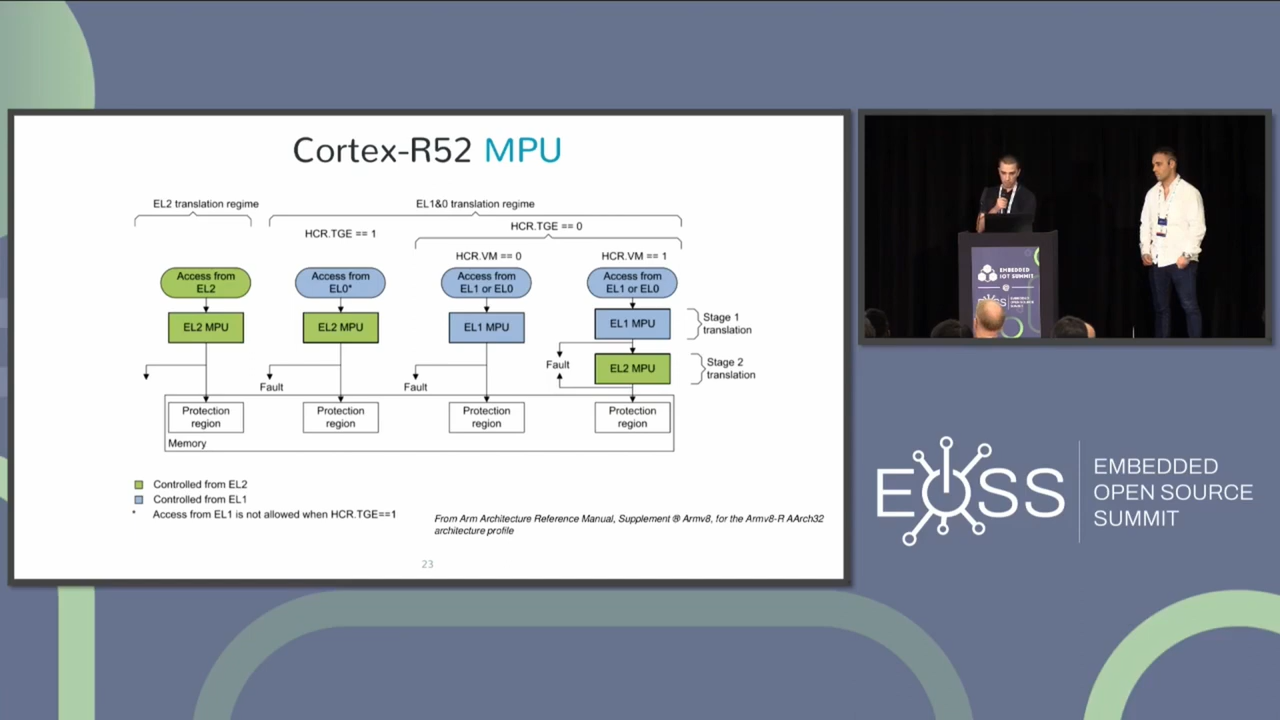 Cortex-R52 MPU
EL2 translation regime
EL1&0 translation regime
HCR.TGE == 1
HCR.TGE == 0
HCR.VM == 0
HCR.VM == 1
Access from
EL2
Access from
EL0*
Access from
EL1 or EL0
Access from
EL1 or EL0
EL2 MPU
EL2 MPU
EL1 MPU
EL1 MPU
Stage 1
translation
Fault
Fault
Fault
EL2 MPU
Stage 2
translation
Protection
region
Protection
region
Protection
region
Protection
region
Memory
Controlled from EL2
Controlled from EL1
* Access from EL1 is not allowed when HCR.TGE==1
From Arm Architecture Reference Manual, Supplement ® Armv8, for the Armv8-R AArch32
architecture profile
23
EMBEDDED
IOT SUMMIT
EOSS
EMBEDDED
OPEN SOURCE
SUMMIT